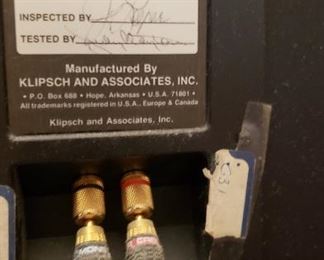 INSPECTED BY
TESTED BY
Manufactured By
KLIPSCH AND ASSOCIATES, INC.
• P.O. Box 688 • Hope, Arkansas • U.S.A. 71801 •
All trademarks registered in U.S.A., Europe & Canada
Klipsch and Associates, Inc.